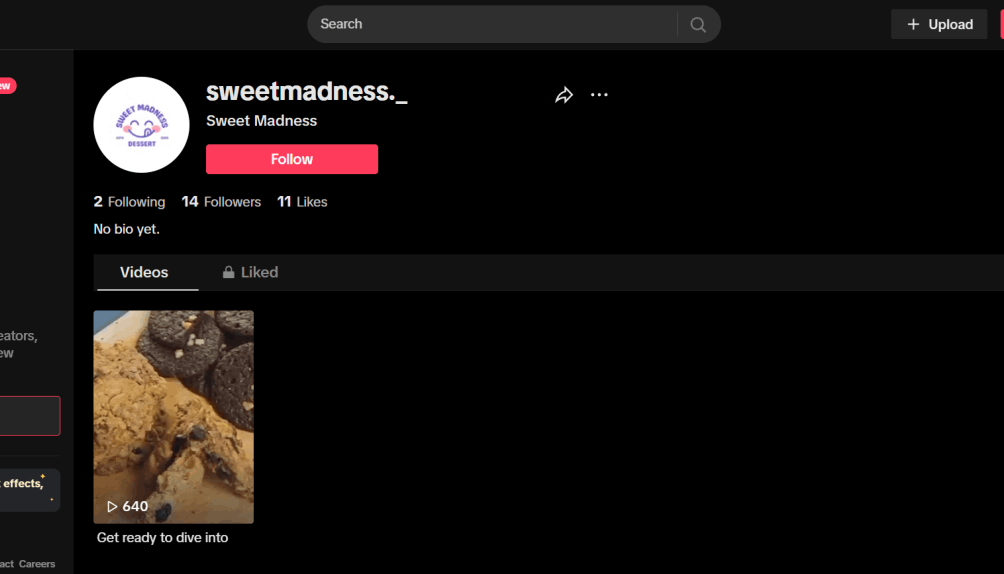 Search
+ Upload
ew
SWEET MADNESS
DESSERT
sweetmadness._
Sweet Madness
Follow
2 Following 14 Followers 11 Likes
No bio yet.
Videos Liked
eators,
ew
effects,
640
Get ready to dive into
act Careers